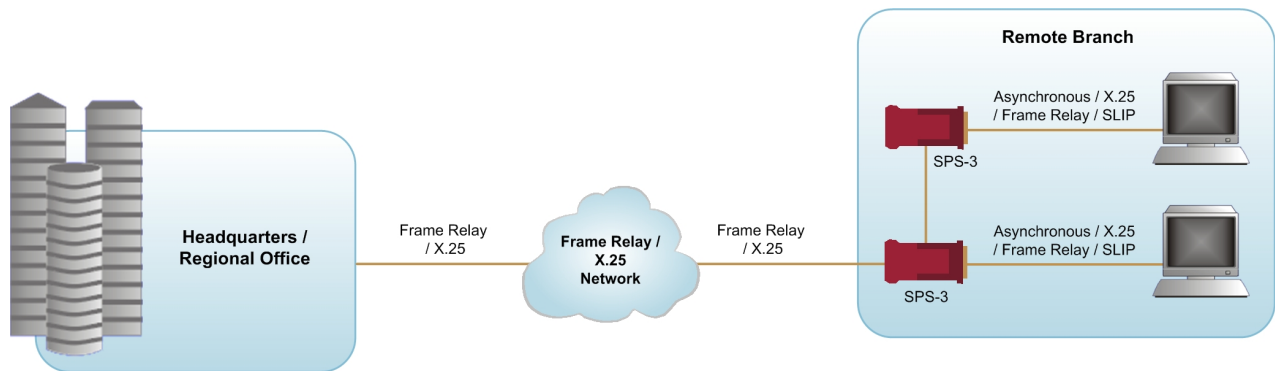 Remote Branch
Asynchronous / X.25
/ Frame Relay / SLIP
SPS-3
Headquarters /
Regional Office
Frame Relay
/ X.25
Frame Relay /
X.25
Network
Frame Relay
/ X.25
Asynchronous / X.25
/ Frame Relay / SLIP
SPS-3